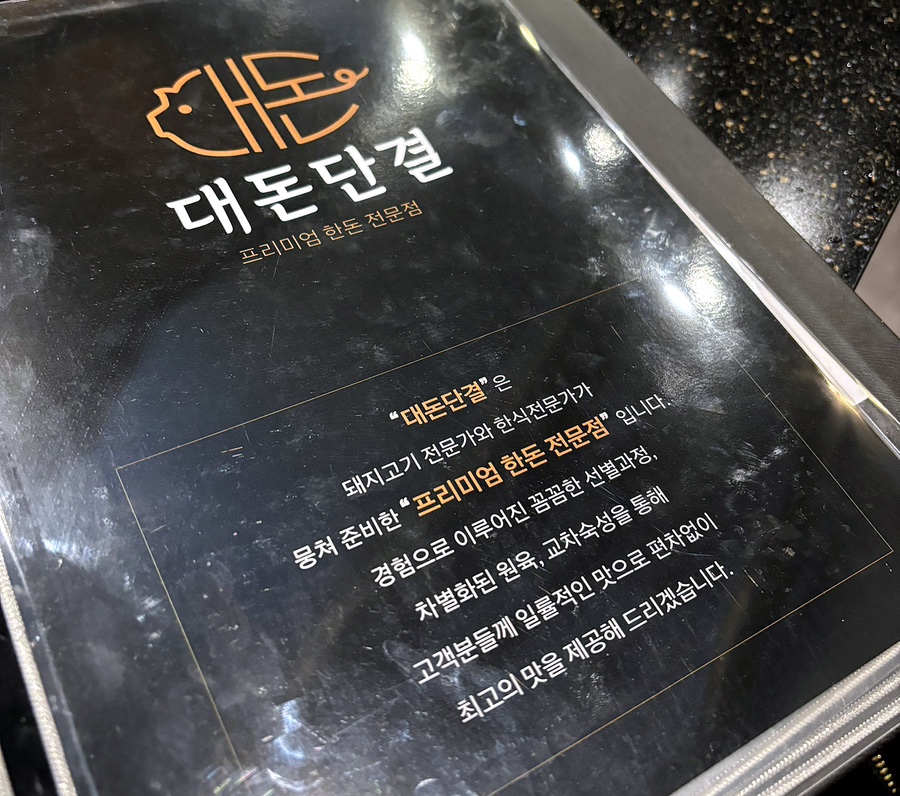 대돈
대돈단결
프리미엄 한돈 전문점
“대돈단결”은
돼지고기 전문가와 한식전문가가
뭉쳐 준비한 “프리미엄 한돈 전문점” 입니다.
경험으로 이루어진 꼼꼼한 선별과정,
차별화된 원육, 교차숙성을 통해
고객분들께 일률적인 맛으로 편차없이
최고의 맛을 제공해 드리겠습니다.